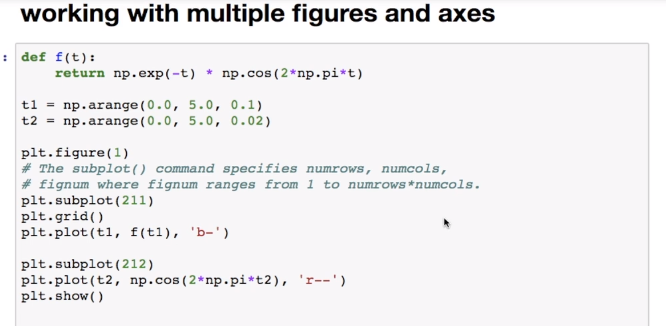 working with multiple figures and axes
: def f(t):
    return np.exp(-t) * np.cos(2*np.pi*t)
t1 = np.arange(0.0, 5.0, 0.1)
t2 = np.arange(0.0, 5.0, 0.02)
plt.figure(1)
# The subplot() command specifies numrows, numcols,
# fignum where fignum ranges from 1 to numrows*numcols.
plt.subplot(211)
plt.grid()
plt.plot(t1, f(t1), 'b-')
plt.subplot(212)
plt.plot(t2, np.cos(2*np.pi*t2), 'r--')
plt.show()